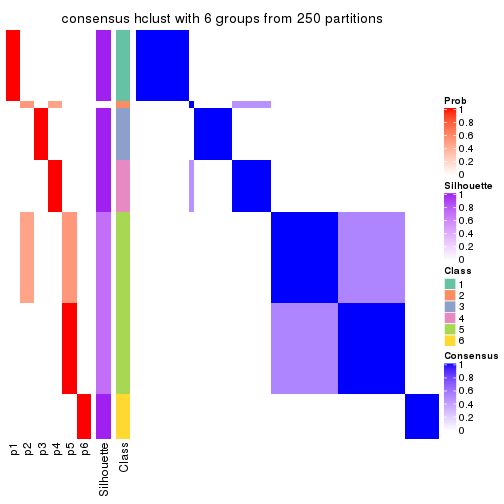 consensus hclust with 6 groups from 250 partitions
Prob
1
0.8
0.6
0.4
0.2
0
Silhouette
1
0.8
0.6
0.4
0.2
0
Class
1
2
3
4
5
6
Consensus
1
0.8
0.6
0.4
0.2
0
p1
p2
p3
p4
p5
p6
Silhouette
Class